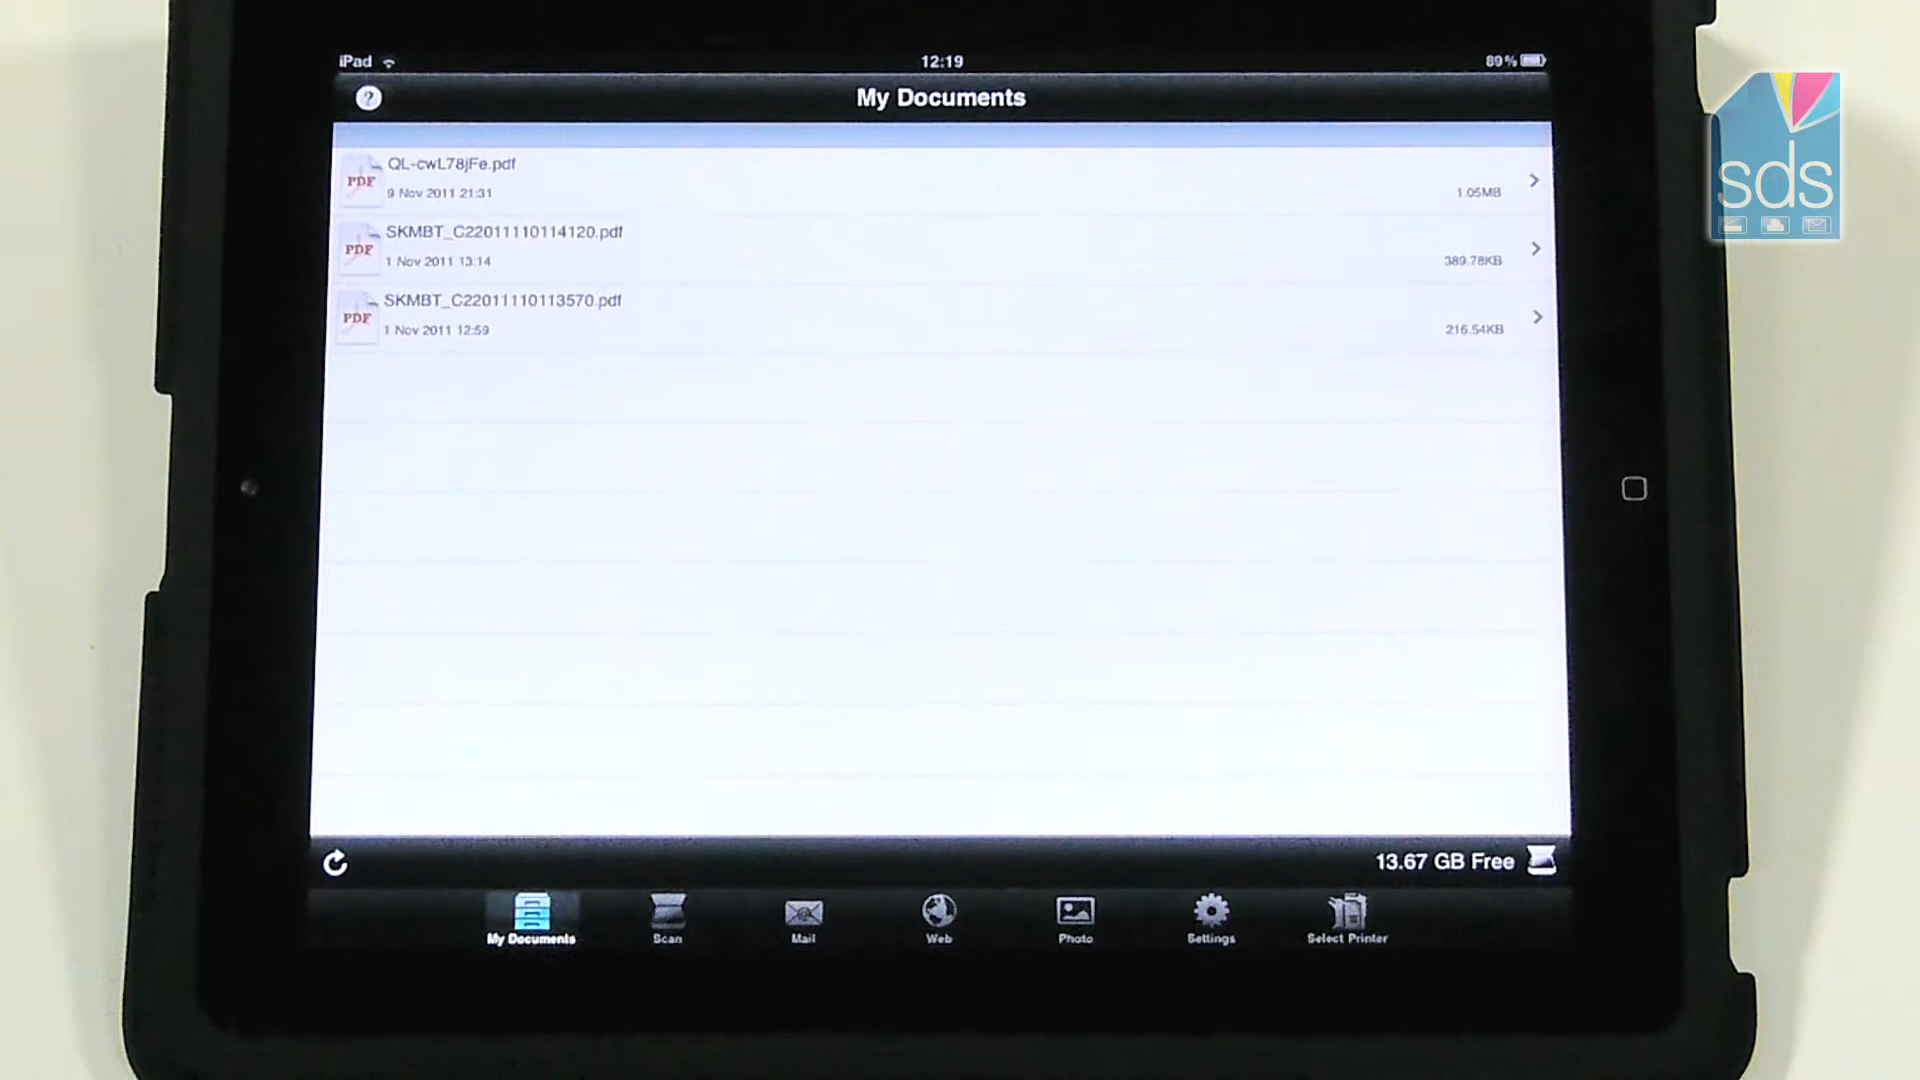 iPad 12:19 89%
? My Documents
sds
PDF QL-cwL78jFe.pdf
9 Nov 2011 21:31 1.05MB
PDF SKMBT_C22011110114120.pdf
1 Nov 2011 13:14 389.78KB
PDF SKMBT_C22011110113570.pdf
1 Nov 2011 12:59 216.54KB
13.67 GB Free
My Documents Scan Mail Web Photo Settings Select Printer